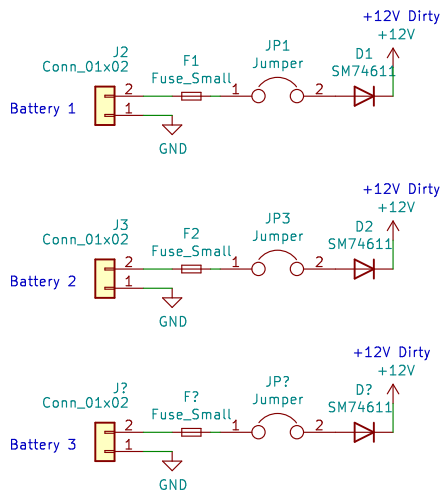 +12V Dirty
J2 F1 JP1 D1 +12V
Conn_01x02 Fuse_Small Jumper SM74611
2 1 2
Battery 1 1
GND
+12V Dirty
J3 F2 JP3 D2 +12V
Conn_01x02 Fuse_Small Jumper SM74611
2 1 2
Battery 2 1
GND
+12V Dirty
J? F? JP? D? +12V
Conn_01x02 Fuse_Small Jumper SM74611
2 1 2
Battery 3 1
GND